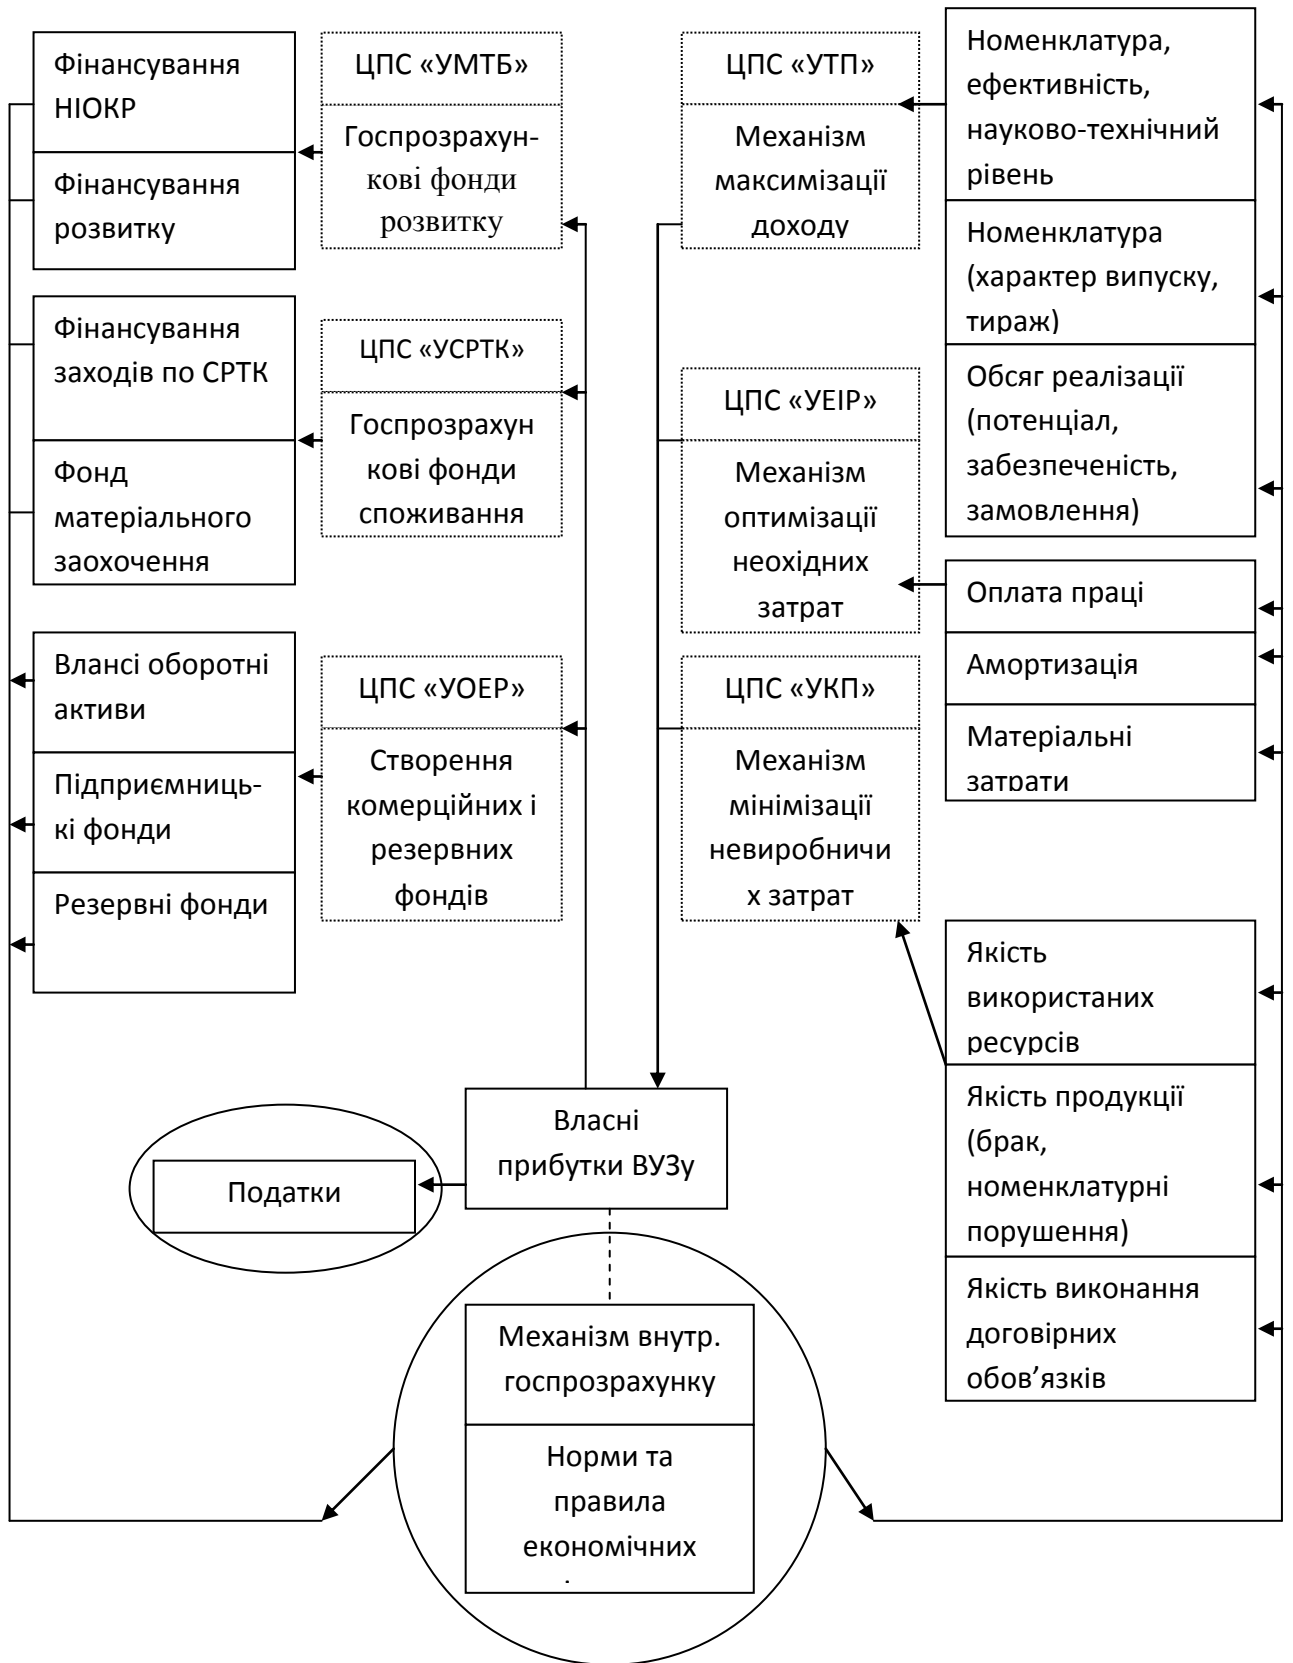 Фінансування
НІОКР
Фінансування
розвитку
Фінансування
заходів по СРТК
Фонд
матеріального
заохочення
Влансі оборотні
активи
Підприємниць-
кі фонди
Резервні фонди
ЦПС «УМТБ»
Госпрозрахун-
кові фонди
розвитку
ЦПС «УСРТК»
Госпрозрахун
кові фонди
споживання
ЦПС «УОЕР»
Створення
комерційних і
резервних
фондів
ЦПС «УТП»
Механізм
максимізації
доходу
ЦПС «УЕІР»
Механізм
оптимізації
неохідних
затрат
ЦПС «УКП»
Механізм
мінімізації
невиробничи
х затрат
Номенклатура,
ефективність,
науково-технічний
рівень
Номенклатура
(характер випуску,
тираж)
Обсяг реалізації
(потенціал,
забезпеченість,
замовлення)
Оплата праці
Амортизація
Матеріальні
затрати
Якість
використаних
ресурсів
Якість продукції
(брак,
номенклатурні
порушення)
Якість виконання
договірних
обов’язків
Власні
прибутки ВУЗу
Податки
Механізм внутр.
госпрозрахунку
Норми та
правила
економічних